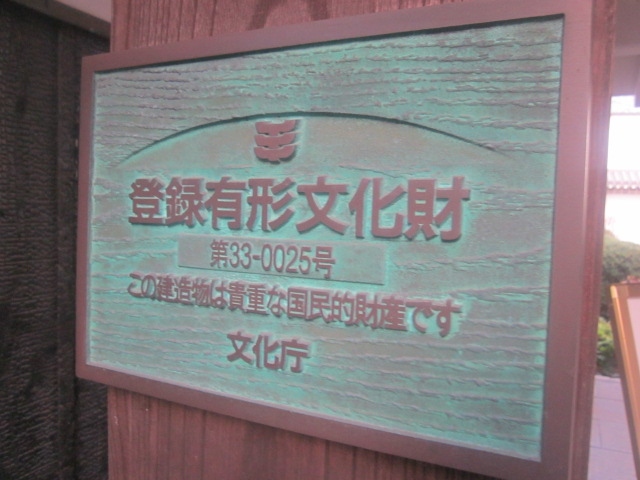 登録有形文化財
第33-0025号
この建造物は貴重な国民的財産です
文化庁